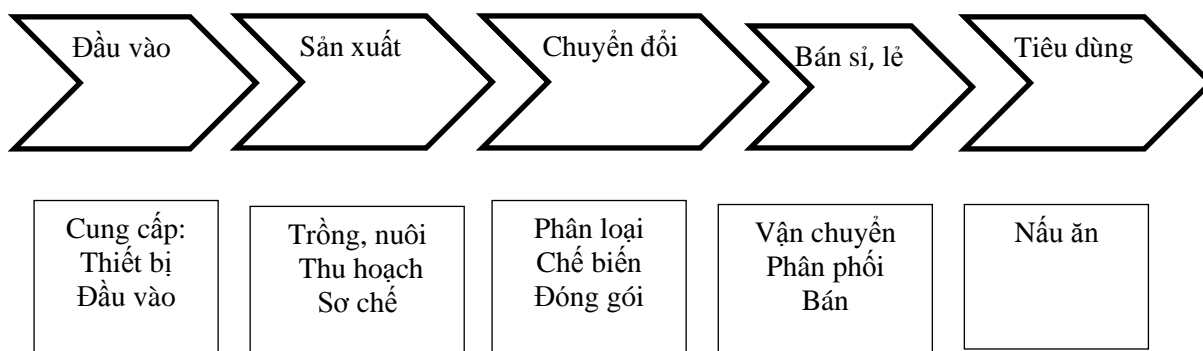 Đầu vào
Sản xuất
Chuyển đổi
Bán sỉ, lẻ
Tiêu dùng
Cung cấp:
Thiết bị
Đầu vào
Trồng, nuôi
Thu hoạch
Sơ chế
Phân loại
Chế biến
Đóng gói
Vận chuyển
Phân phối
Bán
Nấu ăn